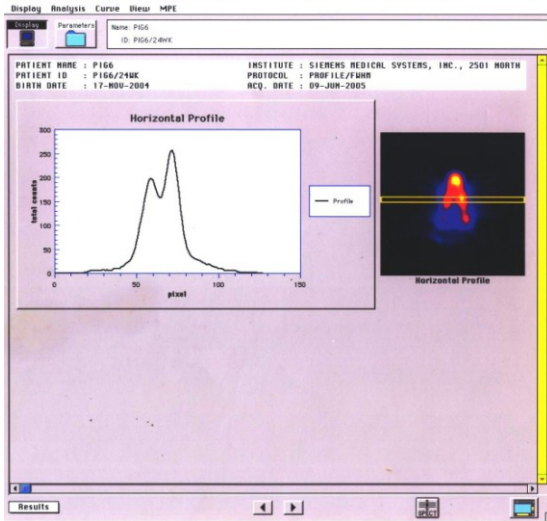 Display Analysis Curve View MPE
Display
Parameters
Name: PIG6
ID: PIG6/24WK
PATIENT NAME : PIG6
PATIENT ID : PIG6/24WK
BIRTH DATE : 17-NOV-2004
INSTITUTE : SIEMENS MEDICAL SYSTEMS, INC., 2501 NORTH
PROTOCOL : PROFILE/FWHM
ACQ. DATE : 09-JUN-2005
Horizontal Profile
total counts
300
250
200
150
100
50
0
0 50 100 150
pixel
Profile
Horizontal Profile
Results
SPECT